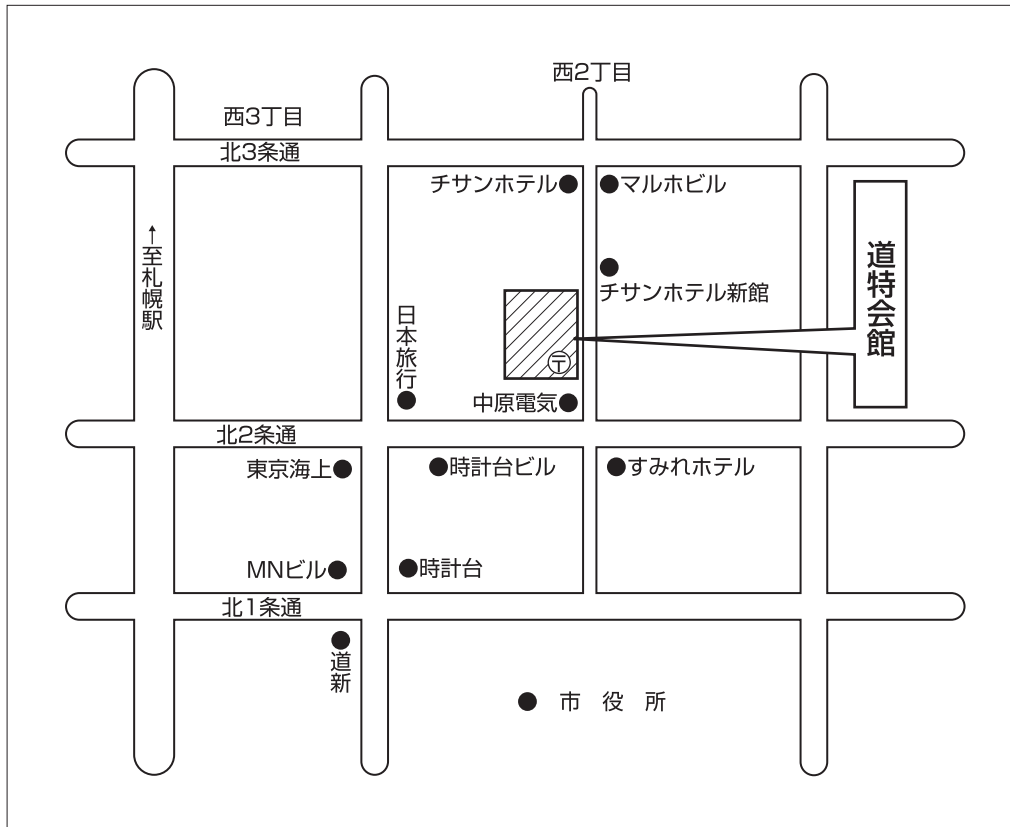 西2丁目
西3丁目
北3条通
チサンホテル
マルホビル
↑至札幌駅
チサンホテル新館
道特会館
日本旅行
〒
中原電気
北2条通
東京海上
時計台ビル
すみれホテル
MNビル
時計台
北1条通
道新
市役所